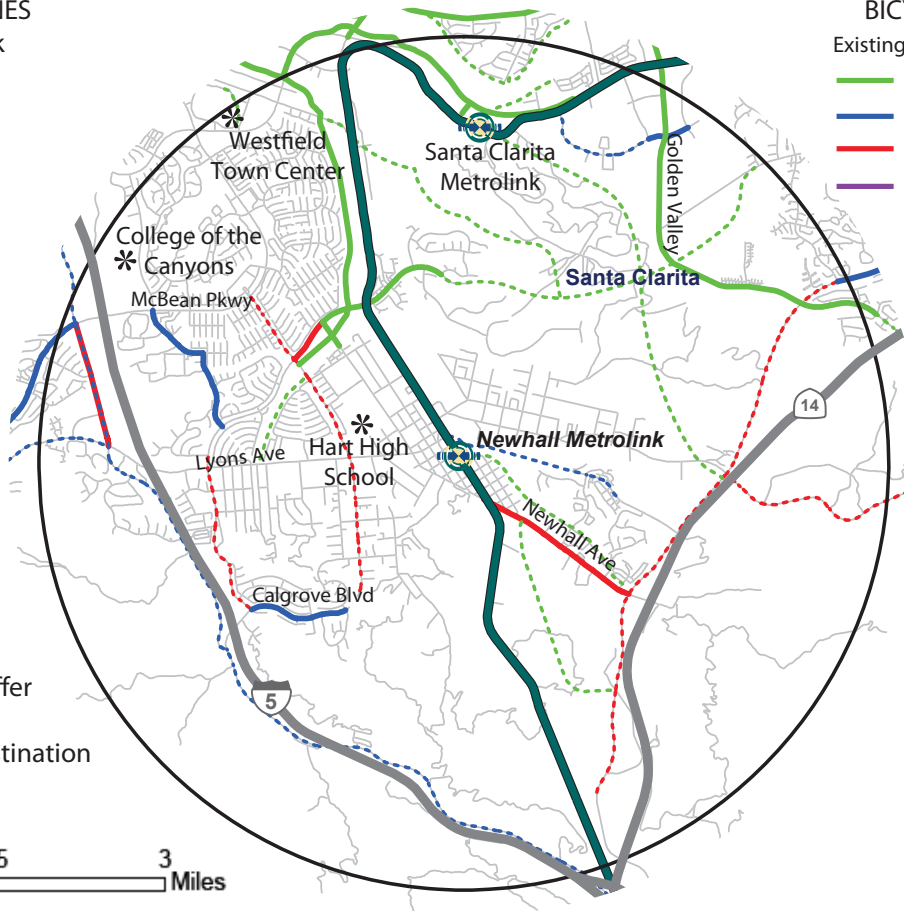 IES
BICY
k
Existing
Westfield
Town Center
Santa Clarita
Metrolink
Golden Valley
College of the
Canyons
Santa Clarita
McBean Pkwy
14
Hart High
School
Newhall Metrolink
Lyons Ave
Newhall Ave
Calgrove Blvd
ffer
5
stination
5
3
Miles